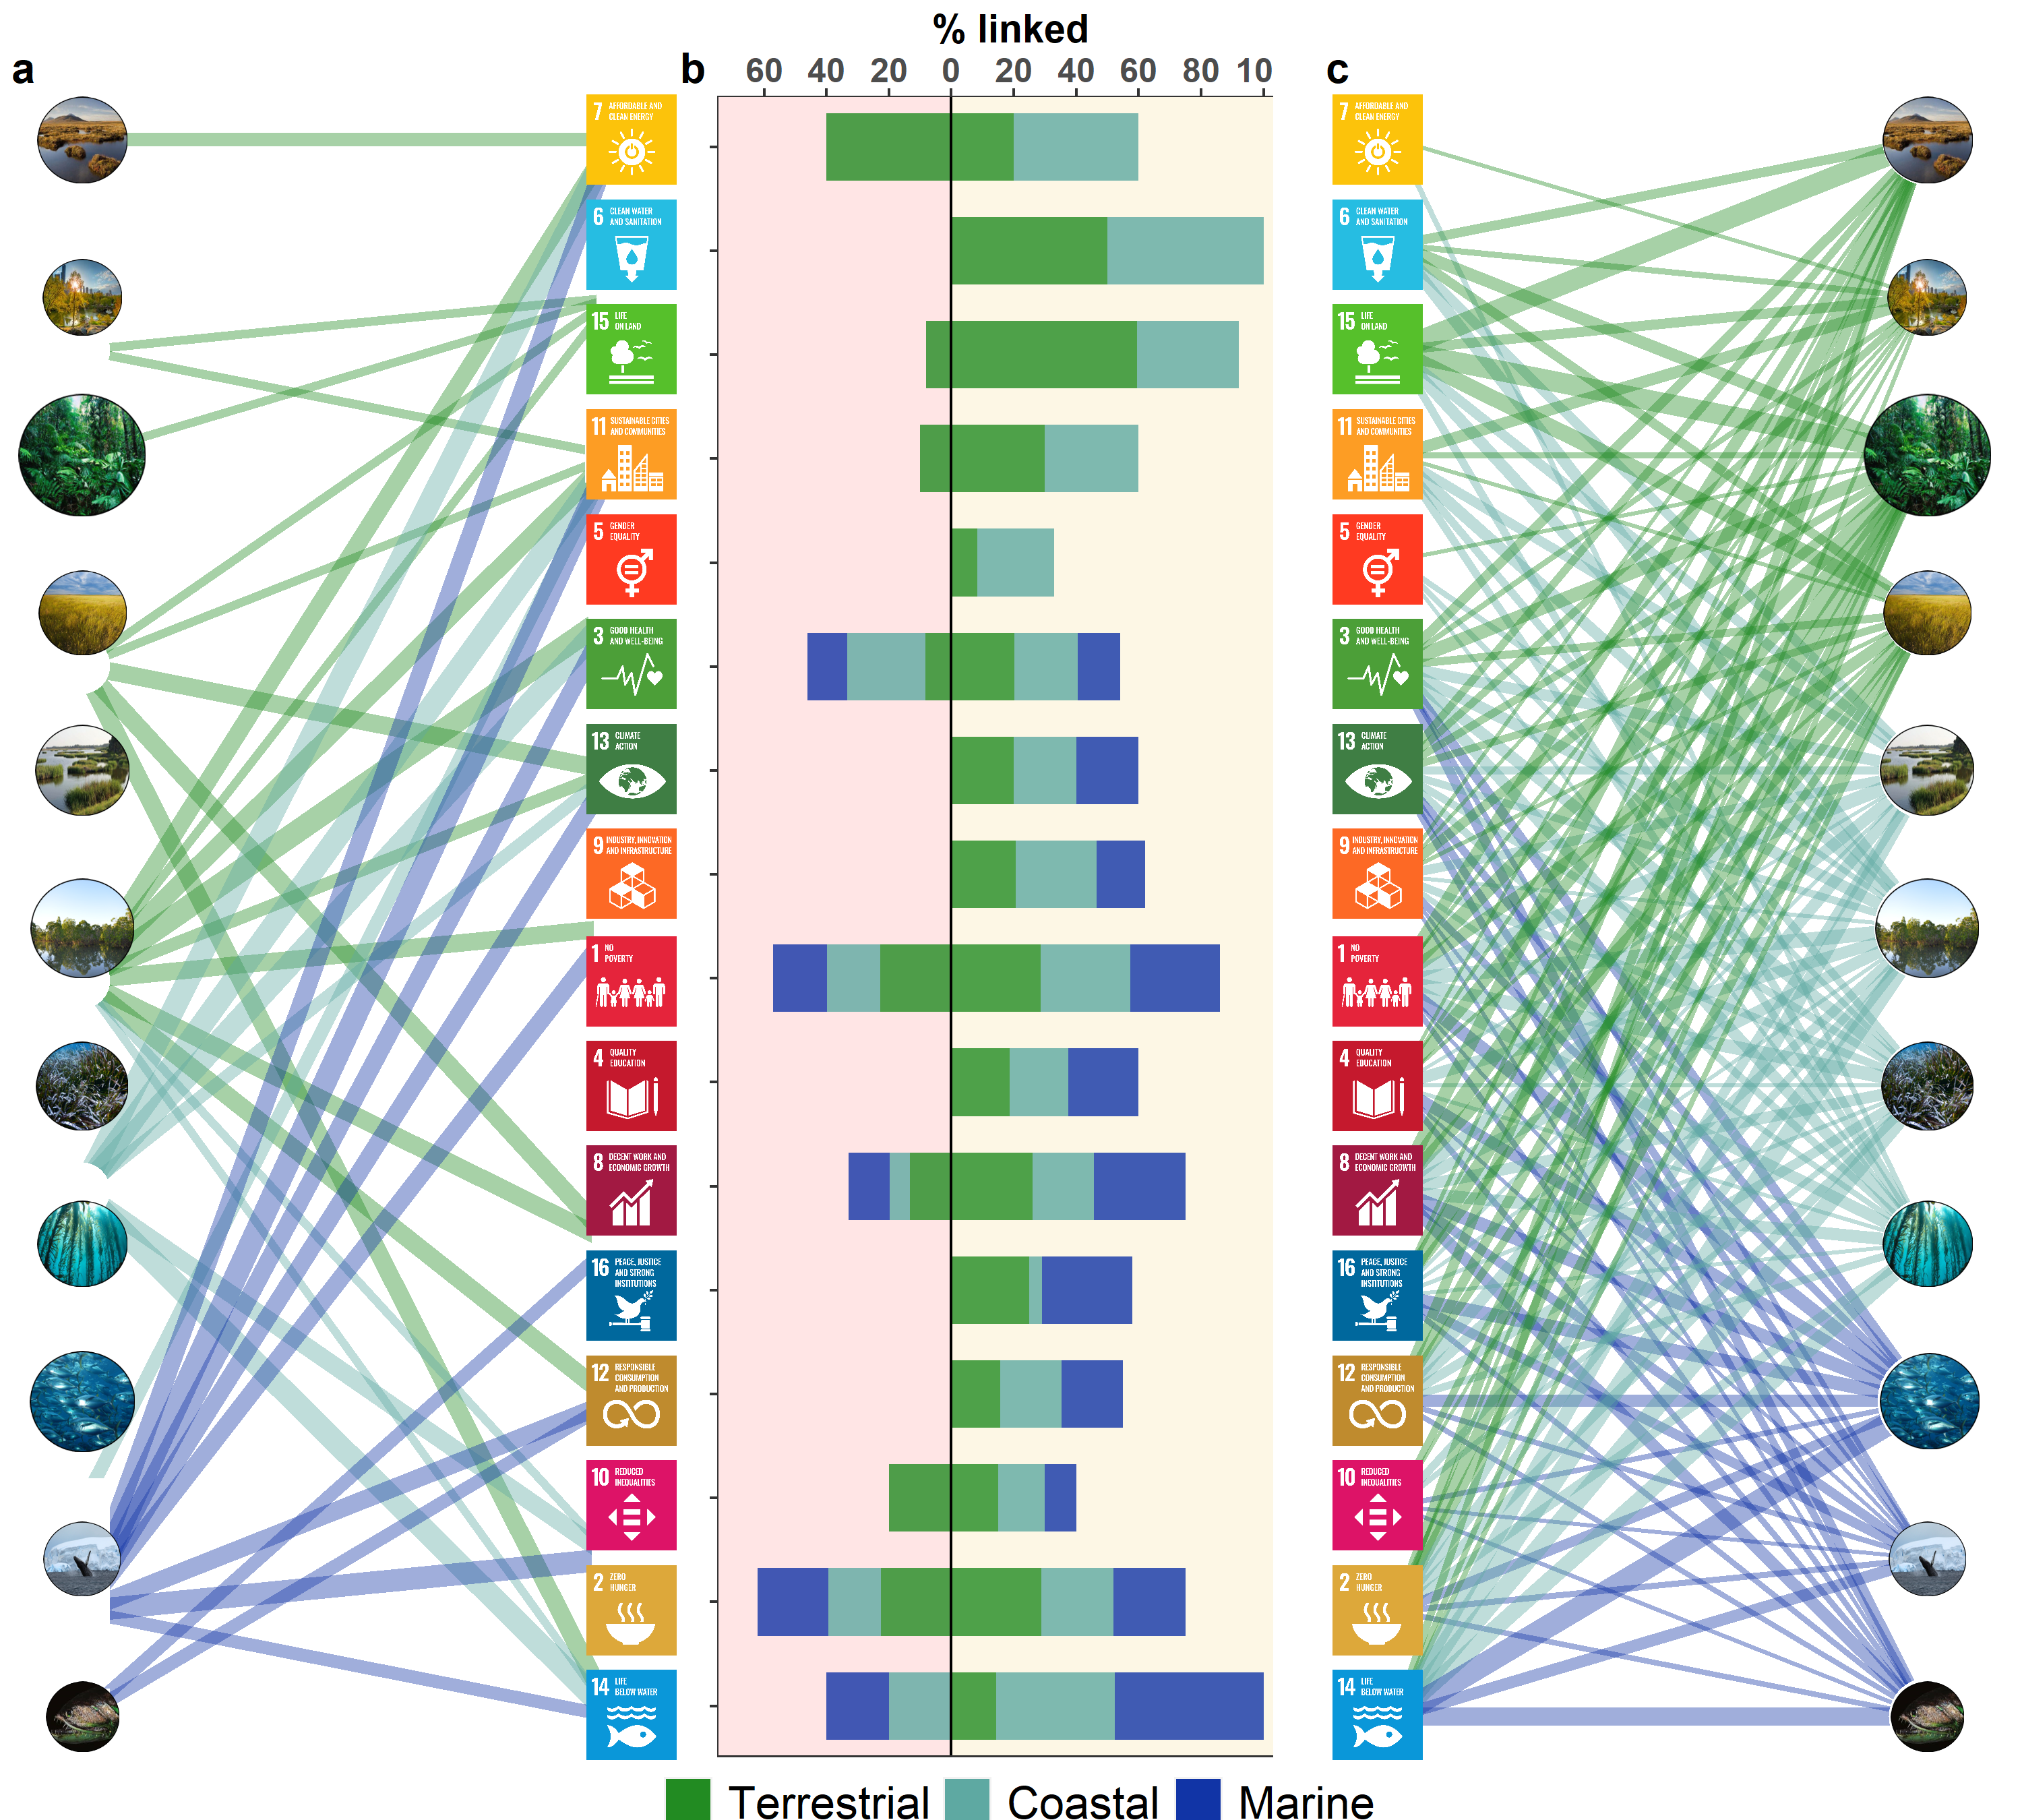 % linked
a
b
60 40 20 0 20 40 60 80 10
c
7 AFFORDABLE AND
CLEAN ENERGY
6 CLEAN WATER
AND SANITATION
15 LIFE
ON LAND
11 SUSTAINABLE CITIES
AND COMMUNITIES
5 GENDER
EQUALITY
3 GOOD HEALTH
AND WELL-BEING
13 CLIMATE
ACTION
9 INDUSTRY, INNOVATION
AND INFRASTRUCTURE
1 NO
POVERTY
4 QUALITY
EDUCATION
8 DECENT WORK AND
ECONOMIC GROWTH
16 PEACE, JUSTICE
AND STRONG
INSTITUTIONS
12 RESPONSIBLE
CONSUMPTION
AND PRODUCTION
10 REDUCED
INEQUALITIES
2 ZERO
HUNGER
14 LIFE
BELOW WATER
7 AFFORDABLE AND
CLEAN ENERGY
6 CLEAN WATER
AND SANITATION
15 LIFE
ON LAND
11 SUSTAINABLE CITIES
AND COMMUNITIES
5 GENDER
EQUALITY
3 GOOD HEALTH
AND WELL-BEING
13 CLIMATE
ACTION
9 INDUSTRY, INNOVATION
AND INFRASTRUCTURE
1 NO
POVERTY
4 QUALITY
EDUCATION
8 DECENT WORK AND
ECONOMIC GROWTH
16 PEACE, JUSTICE
AND STRONG
INSTITUTIONS
12 RESPONSIBLE
CONSUMPTION
AND PRODUCTION
10 REDUCED
INEQUALITIES
2 ZERO
HUNGER
14 LIFE
BELOW WATER
Terrestrial Coastal Marine